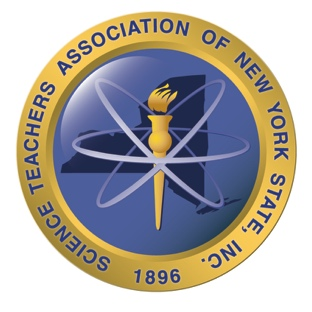 SCIENCE TEACHERS ASSOCIATION OF NEW YORK STATE, INC.
1896